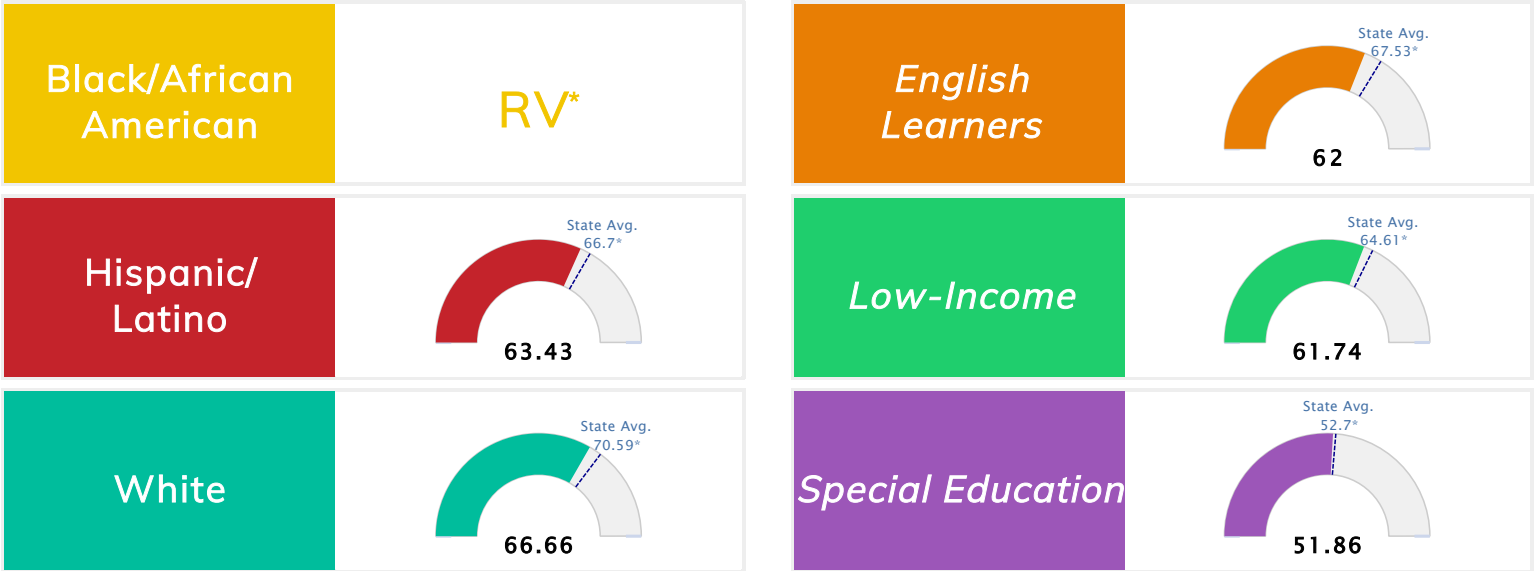 Black/African
American
RV*
English
Learners
State Avg.
67.53*
62
Hispanic/
Latino
State Avg.
66.7*
63.43
Low-Income
State Avg.
64.61*
61.74
White
State Avg.
70.59*
66.66
Special Education
State Avg.
52.7*
51.86